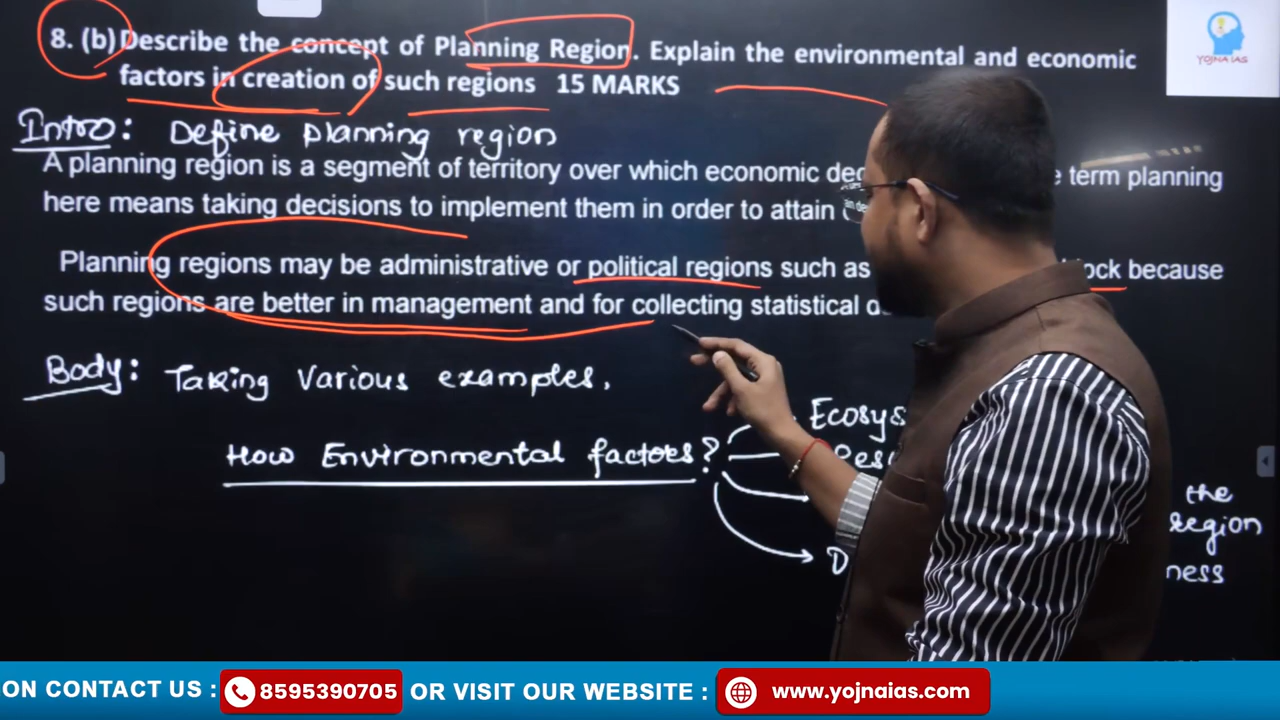 8. (b) Describe the concept of Planning Region. Explain the environmental and economic
factors in creation of such regions 15 MARKS
YOJNA IAS
Intro: Define planning region
A planning region is a segment of territory over which economic dec term planning
here means taking decisions to implement them in order to attain
Planning regions may be administrative or political regions such as ock because
such regions are better in management and for collecting statistical d
Body: Taking Various examples.
How Environmental factors?
Ecosys
Res
the
region
D
ness
ON CONTACT US : 8595390705 OR VISIT OUR WEBSITE : www.yojnaias.com